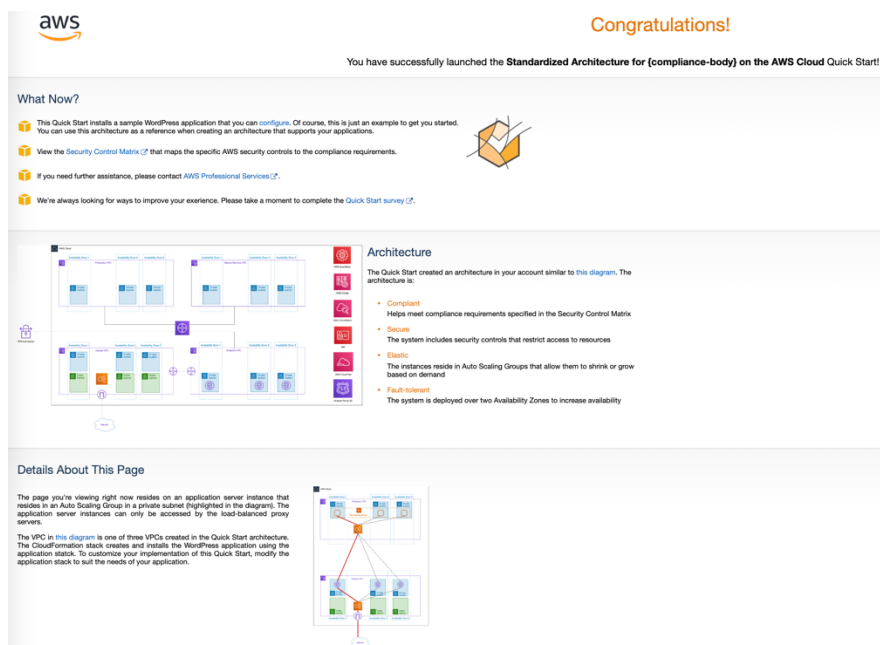 aws
Congratulations!
You have successfully launched the Standardized Architecture for {compliance-body} on the AWS Cloud Quick Start!
What Now?
This Quick Start installs a sample WordPress application that you can configure. Of course, this is just an example to get you started.
You can use this architecture as a reference when creating an architecture that supports your applications.
View the Security Control Matrix that maps the specific AWS security controls to the compliance requirements.
If you need further assistance, please contact AWS Professional Services.
We're always looking for ways to improve your exerience. Please take a moment to complete the Quick Start survey.
Architecture
The Quick Start created an architecture in your account similar to this diagram. The
architecture is:
Compliant
Helps meet compliance requirements specified in the Security Control Matrix
Secure
The system includes security controls that restrict access to resources
Elastic
The instances reside in Auto Scaling Groups that allow them to shrink or grow
based on demand
Fault-tolerant
The system is deployed over two Availability Zones to increase availability
Details About This Page
The page you're viewing right now resides on an application server instance that
resides in an Auto Scaling Group in a private subnet (highlighted in the diagram). The
application server instances can only be accessed by the load-balanced proxy
servers.
The VPC in this diagram is one of three VPCs created in the Quick Start architecture.
The CloudFormation stack creates and installs the WordPress application using the
application statck. To customize your implementation of this Quick Start, modify the
application stack to suit the needs of your application.